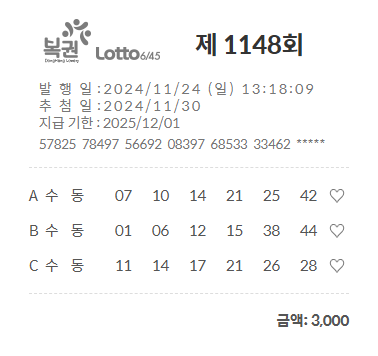 복권 Lotto6/45 제 1148회
DongHang Lottery
발 행 일 : 2024/11/24 (일) 13:18:09
추 첨 일 : 2024/11/30
지급 기한 : 2025/12/01
57825 78497 56692 08397 68533 33462 *****
A 수 동 07 10 14 21 25 42 ♡
B 수 동 01 06 12 15 38 44 ♡
C 수 동 11 14 17 21 26 28 ♡
금액: 3,000